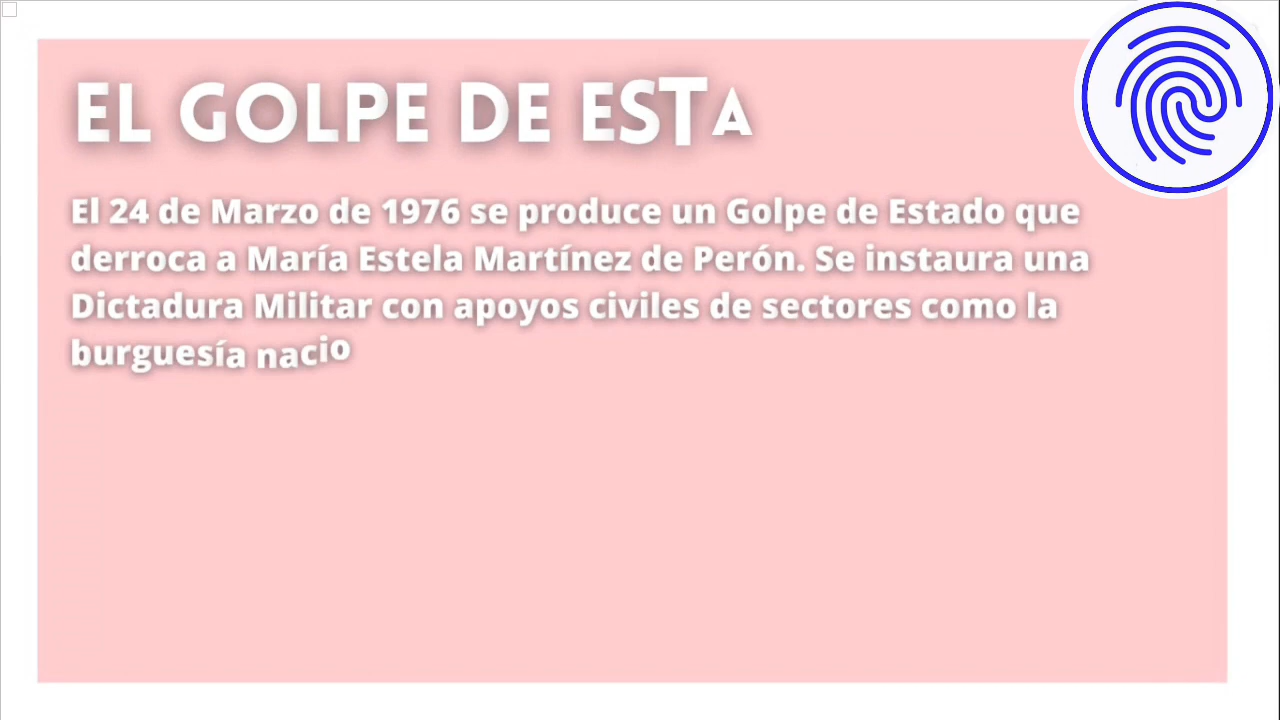 EL GOLPE DE ESTA
El 24 de Marzo de 1976 se produce un Golpe de Estado que
derroca a María Estela Martínez de Perón. Se instaura una
Dictadura Militar con apoyos civiles de sectores como la
burguesía nacio